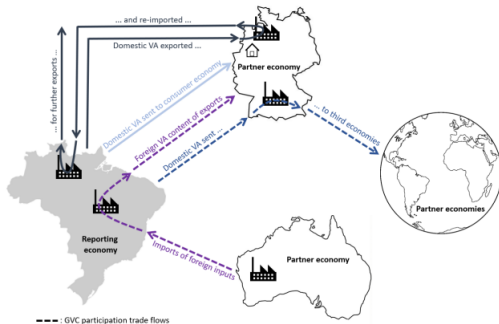 ... and re-imported ...
Domestic VA exported ...
... for further exports ...
Partner economy
Domestic VA sent to consumer economy
Foreign VA content of exports
Domestic VA sent ...
... to third economies
Partner economies
Reporting
economy
Imports of foreign inputs
Partner economy
: GVC participation trade flows